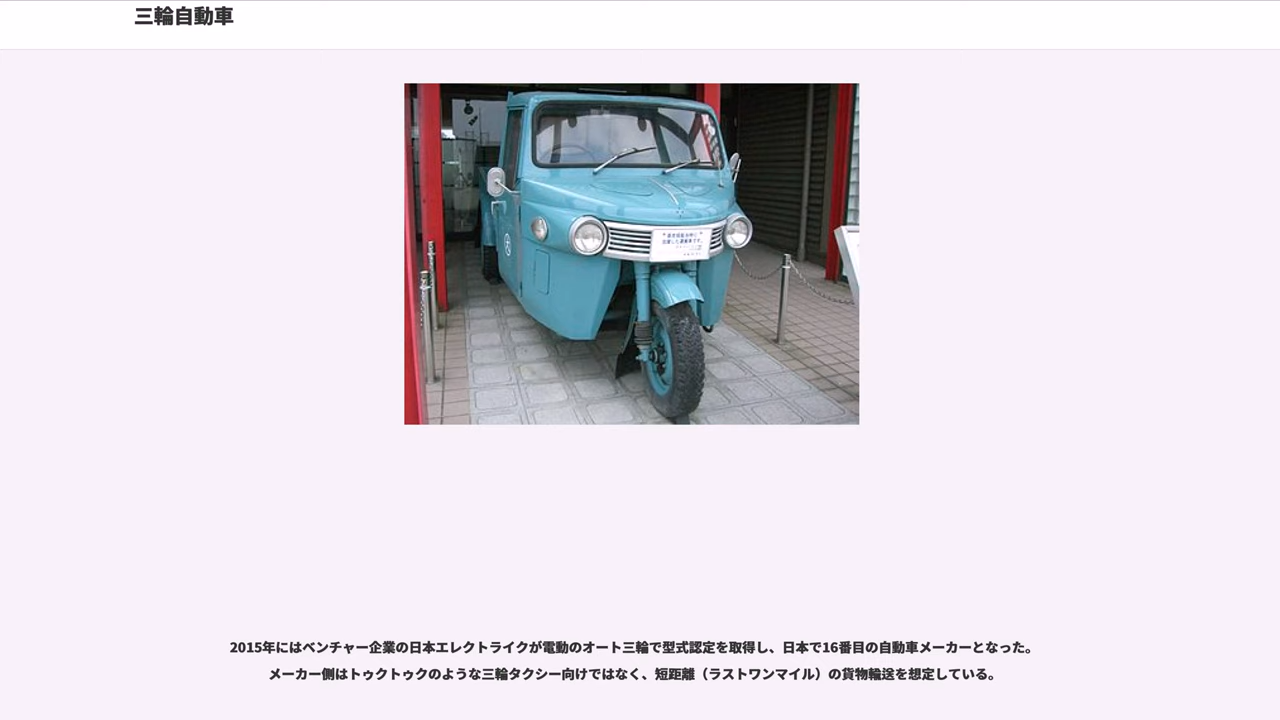 三輪自動車
2015年にはベンチャー企業の日本エレクトライクが電動のオート三輪で型式認定を取得し、日本で16番目の自動車メーカーとなった。
メーカー側はトゥクトゥクのような三輪タクシー向けではなく、短距離（ラストワンマイル）の貨物輸送を想定している。